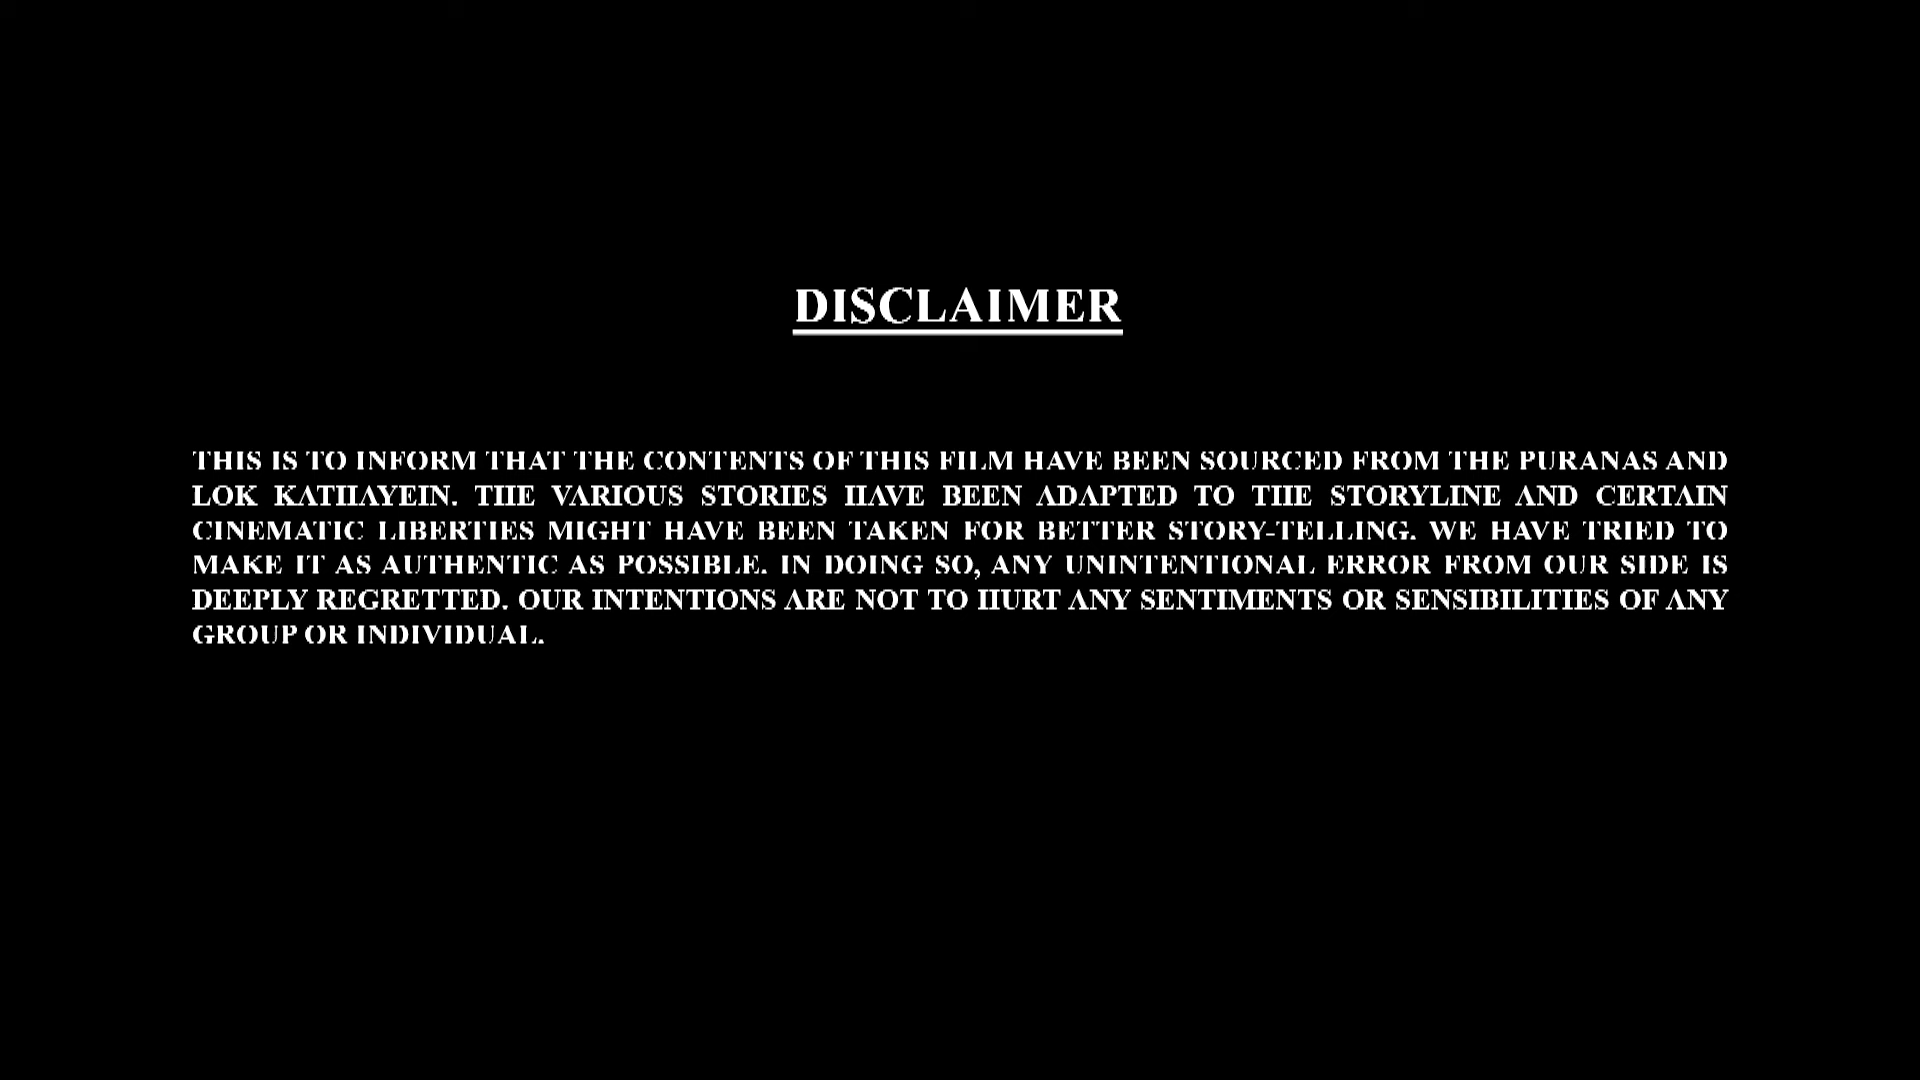 DISCLAIMER
THIS IS TO INFORM THAT THE CONTENTS OF THIS FILM HAVE BEEN SOURCED FROM THE PURANAS AND
LOK KATHAYEIN. THE VARIOUS STORIES HAVE BEEN ADAPTED TO THE STORYLINE AND CERTAIN
CINEMATIC LIBERTIES MIGHT HAVE BEEN TAKEN FOR BETTER STORY-TELLING. WE HAVE TRIED TO
MAKE IT AS AUTHENTIC AS POSSIBLE. IN DOING SO, ANY UNINTENTIONAL ERROR FROM OUR SIDE IS
DEEPLY REGRETTED. OUR INTENTIONS ARE NOT TO HURT ANY SENTIMENTS OR SENSIBILITIES OF ANY
GROUP OR INDIVIDUAL.